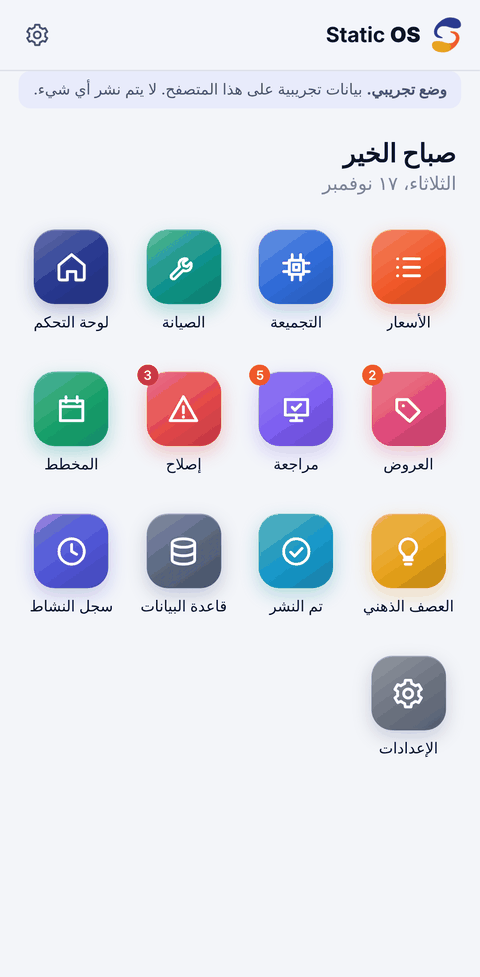 Static OS
وضع تجريبي. بيانات تجريبية على هذا المتصفح. لا يتم نشر أي شيء.
صباح الخير
الثلاثاء، ١٧ نوفمبر
الأسعار
التجميعة
الصيانة
لوحة التحكم
2
5
3
العروض
مراجعة
إصلاح
المخطط
العصف الذهني
تم النشر
قاعدة البيانات
سجل النشاط
الإعدادات